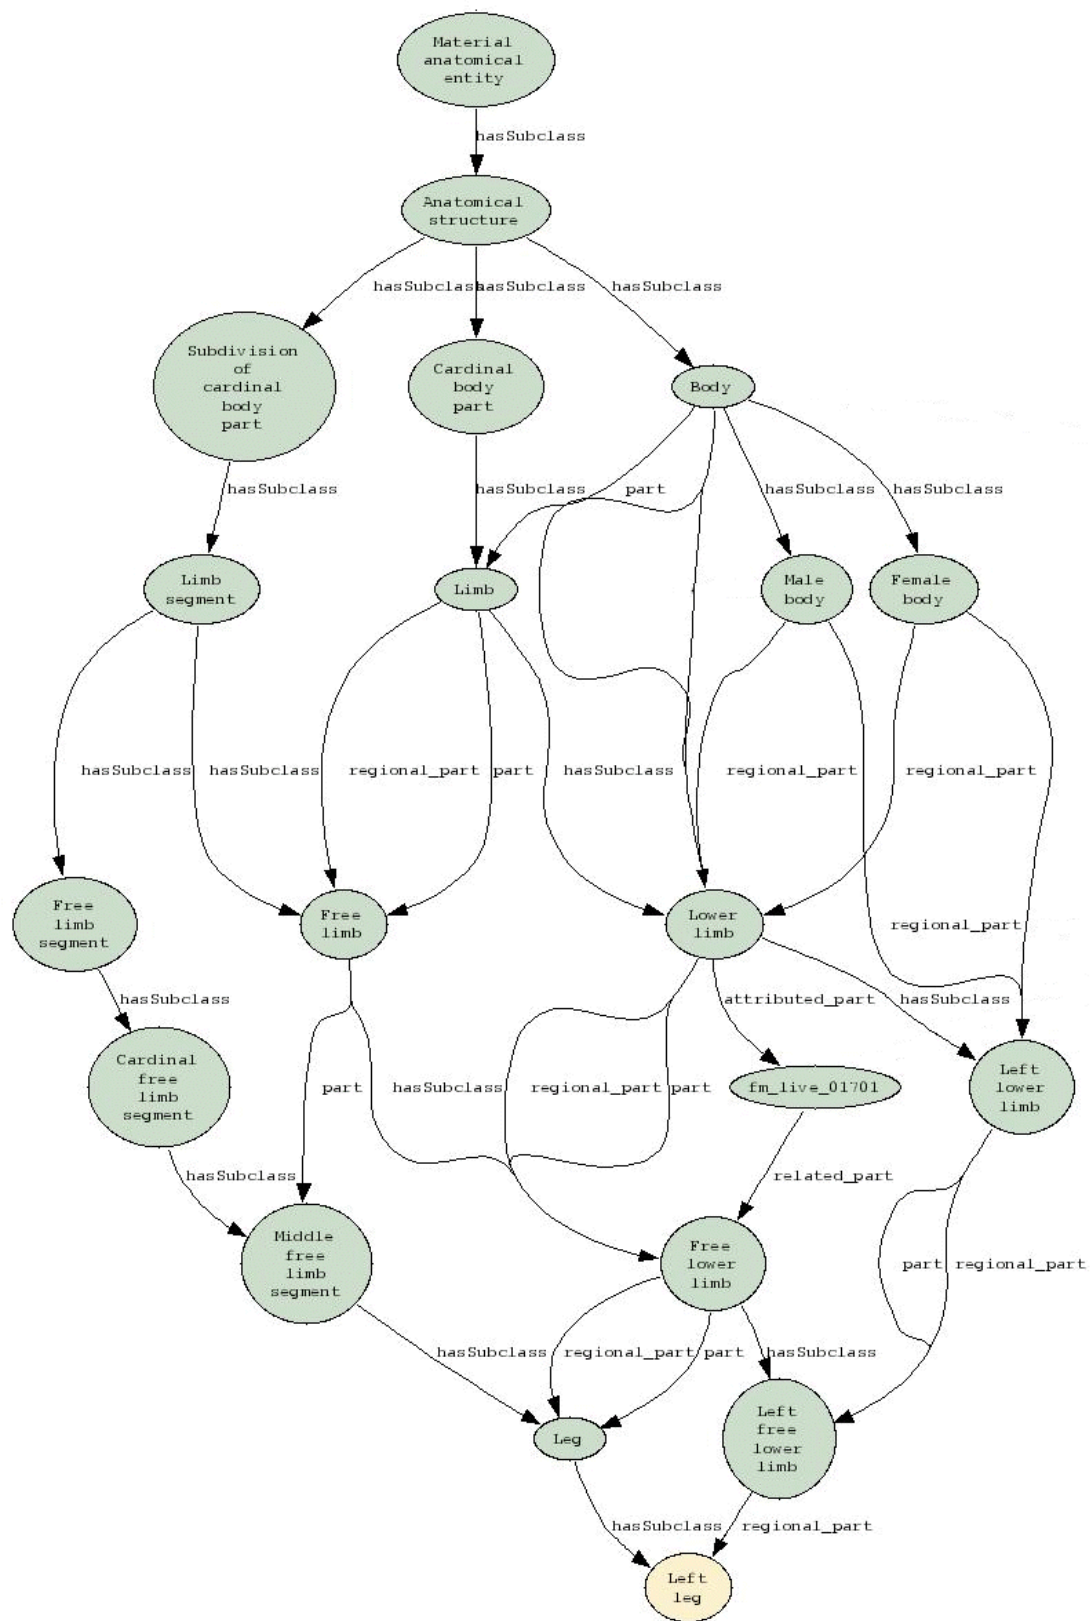 Material
anatomical
entity
hasSubclass
Anatomical
structure
hasSubclass
hasSubclass
hasSubclass
Subdivision
of
cardinal
body
part
Cardinal
body
part
Body
hasSubclass
hasSubclass
part
hasSubclass
hasSubclass
Limb
segment
Limb
Male
body
Female
body
hasSubclass
hasSubclass
regional_part
part
hasSubclass
regional_part
regional_part
Free
limb
segment
Free
limb
Lower
limb
regional_part
hasSubclass
attributed_part
hasSubclass
Cardinal
free
limb
segment
part
hasSubclass
regional_part
part
fm_live_01701
Left
lower
limb
hasSubclass
related_part
Middle
free
limb
segment
Free
lower
limb
part
regional_part
hasSubclass
regional_part
part
hasSubclass
Leg
Left
free
lower
limb
hasSubclass
regional_part
Left
leg